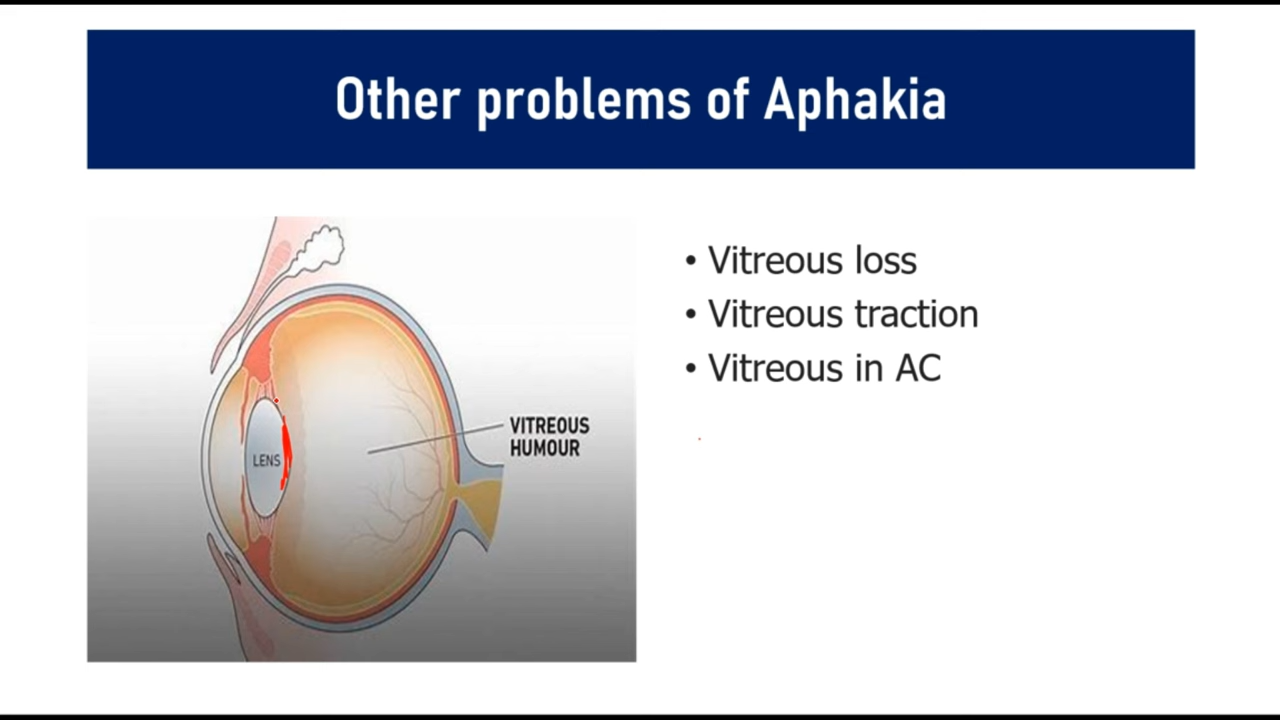 Other problems of Aphakia
LENS
VITREOUS
HUMOUR
• Vitreous loss
• Vitreous traction
• Vitreous in AC